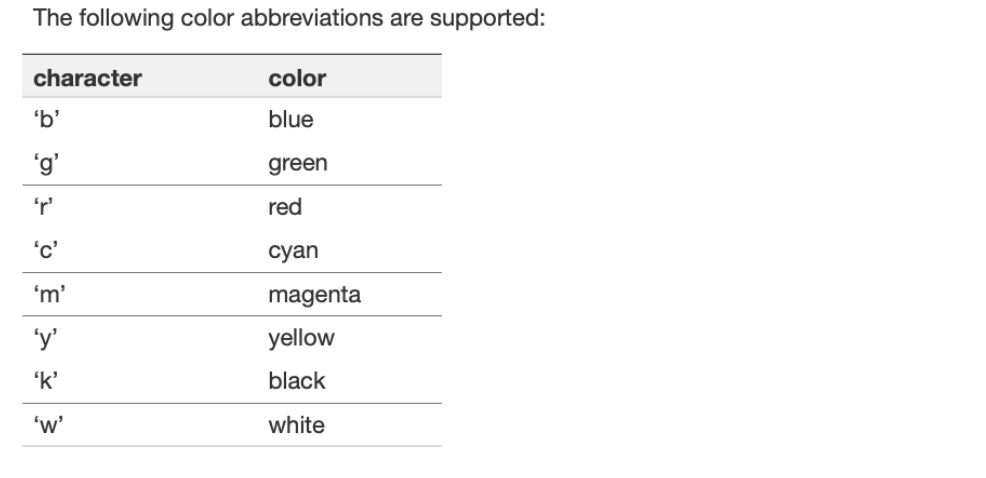 The following color abbreviations are supported:
character color
‘b’ blue
‘g’ green
‘r’ red
‘c’ cyan
‘m’ magenta
‘y’ yellow
‘k’ black
‘w’ white